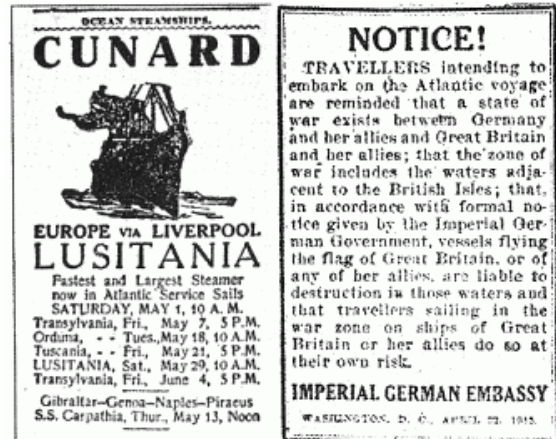 OCEAN STEAMSHIPS.
CUNARD
EUROPE VIA LIVERPOOL
LUSITANIA
Fastest and Largest Steamer
now in Atlantic Service Sails
SATURDAY, MAY 1, 10 A.M.
Transylvania, Fri., May 7, 5 P.M.
Orduna, - - Tues., May 18, 10 A.M.
Tuscania, - - Fri., May 21, 5 P.M.
LUSITANIA, Sat., May 29, 10 A.M.
Transylvania, Fri., June 4, 5 P.M.
Gibraltar-Genoa-Naples-Piraeus
S.S. Carpathia, Thur., May 13, Noon
NOTICE!
TRAVELLERS intending to
embark on the Atlantic voyage
are reminded that a state of
war exists between Germany
and her allies and Great Britain
and her allies; that the zone of
war includes the waters adja-
cent to the British Isles; that,
in accordance with formal no-
tice given by the Imperial Ger-
man Government, vessels flying
the flag of Great Britain, or of
any of her allies, are liable to
destruction in those waters and
that travellers sailing in the
war zone on ships of Great
Britain or her allies do so at
their own risk.
IMPERIAL GERMAN EMBASSY
WASHINGTON, D. C., APRIL 22, 1915.